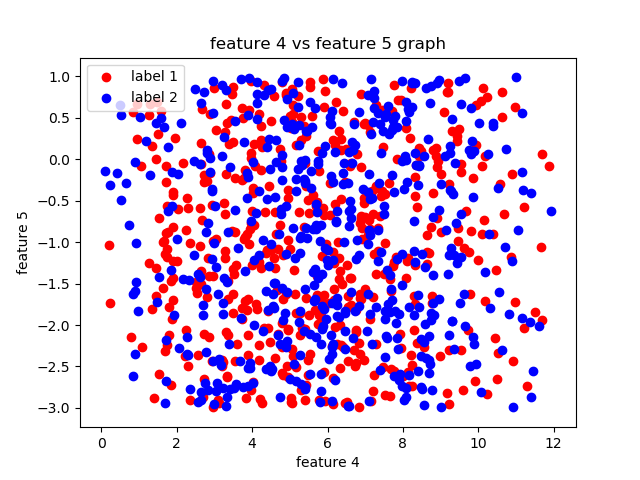 feature 4 vs feature 5 graph
label 1
label 2
1.0
0.5
0.0
−0.5
−1.0
−1.5
−2.0
−2.5
−3.0
feature 5
0 2 4 6 8 10 12
feature 4